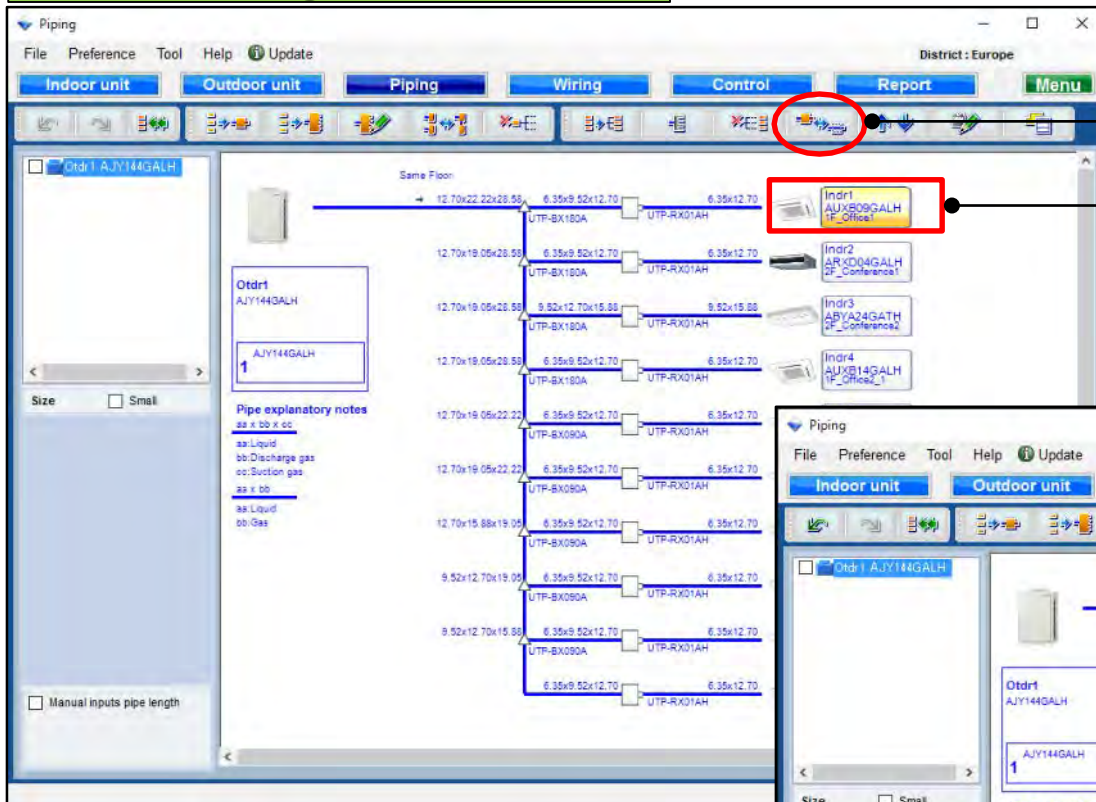 Piping
File Preference Tool Help Update
District : Europe
Indoor unit Outdoor unit Piping Wiring Control Report Menu
Otdr1 AJY144GALH
Size Small
Manual inputs pipe length
Same Floor
Otdr1
AJY144GALH
AJY144GALH
1
Pipe explanatory notes
aa x bb x cc
aa:Liquid
bb:Discharge gas
cc:Suction gas
aa x bb
aa:Liquid
bb:Gas
12.70x22.22x28.58 6.35x9.52x12.70 6.35x12.70
UTP-BX180A UTP-RX01AH
Indr1
AUXB09GALH
1F_Office1
12.70x19.05x28.58 6.35x9.52x12.70 6.35x12.70
UTP-BX180A UTP-RX01AH
Indr2
ARXD04GALH
2F_Conference1
12.70x19.05x28.58 9.52x12.70x15.88 9.52x15.88
UTP-BX180A UTP-RX01AH
Indr3
ABYA24GATH
2F_Conference2
12.70x19.05x28.58 6.35x9.52x12.70 6.35x12.70
UTP-BX180A UTP-RX01AH
Indr4
AUXB14GALH
1F_Office2_1
12.70x19.05x22.22 6.35x9.52x12.70 6.35x12.70
UTP-BX090A UTP-RX01AH
12.70x19.05x22.22 6.35x9.52x12.70 6.35x12.70
UTP-BX090A UTP-RX01AH
12.70x15.88x19.05 6.35x9.52x12.70 6.35x12.70
UTP-BX090A UTP-RX01AH
9.52x12.70x19.05 6.35x9.52x12.70 6.35x12.70
UTP-BX090A UTP-RX01AH
9.52x12.70x15.88 6.35x9.52x12.70 6.35x12.70
UTP-BX090A UTP-RX01AH
6.35x9.52x12.70 6.35x12.70
UTP-RX01AH
Piping
File Preference Tool Help Update
Indoor unit Outdoor unit
Otdr1 AJY144GALH
Otdr1
AJY144GALH
AJY144GALH
1
Size Small